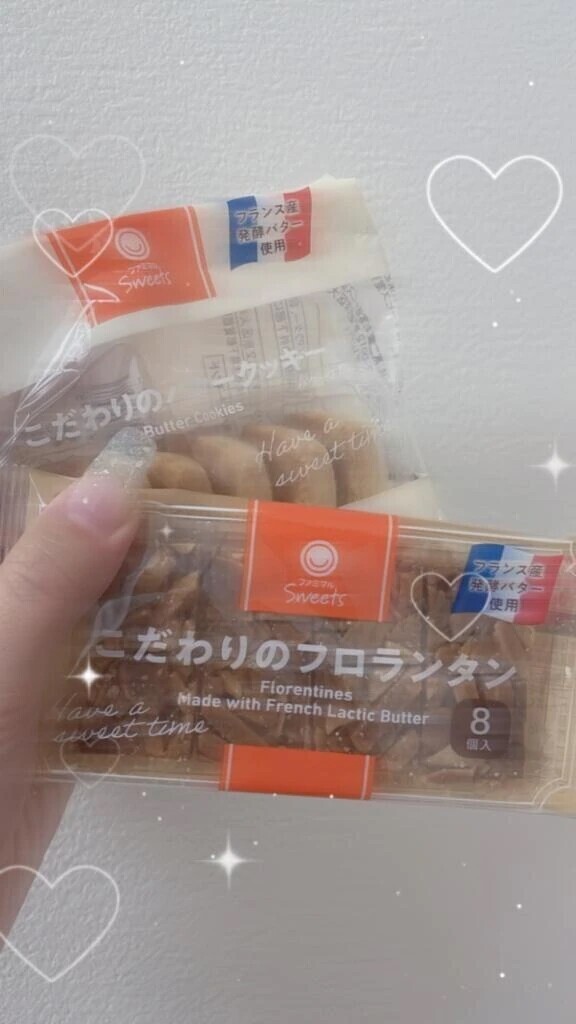 ファミマル
Sweets
フランス産
発酵バター
使用
こだわりの
ークッキー
Butter Cookies
Have a
sweet time
ファミマル
Sweets
フランス産
発酵バター
使用
こだわりのフロランタン
Florentines
Made with French Lactic Butter
Have a
sweet time
8
個入